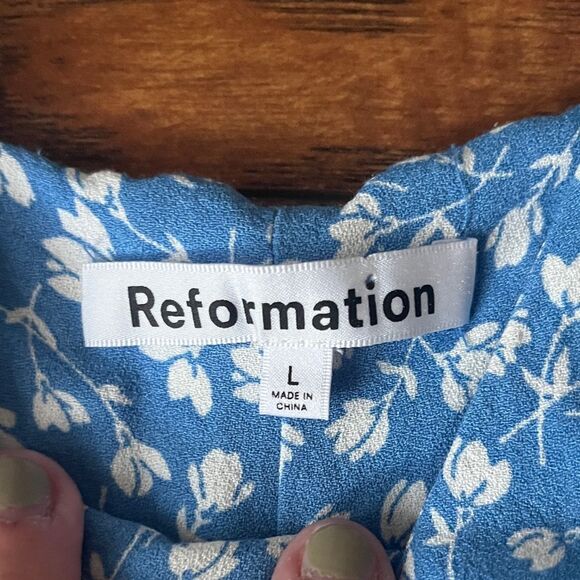 Reformation
L
MADE IN
CHINA